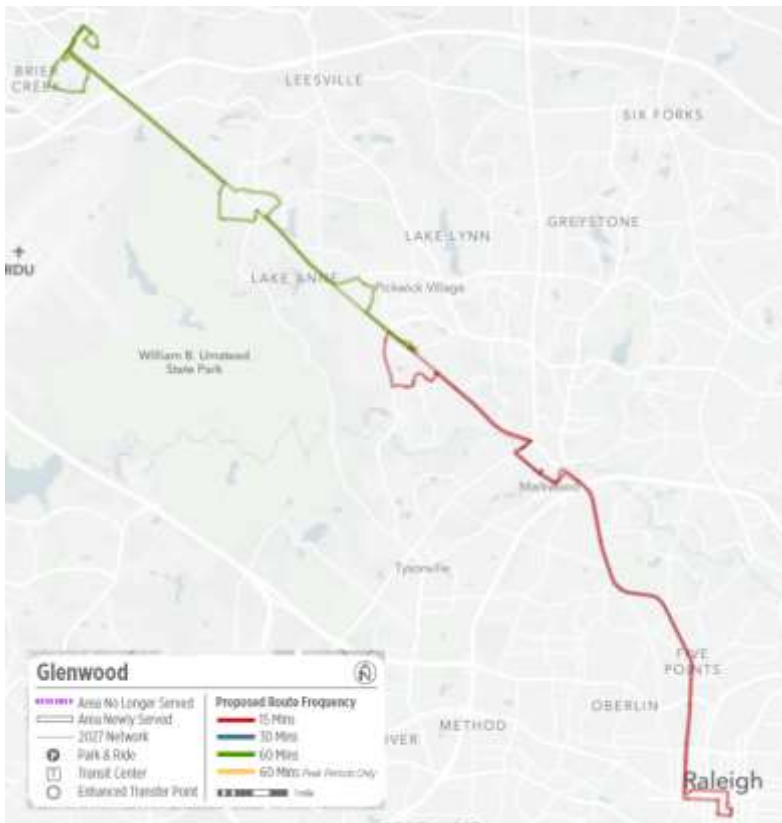 BRIER
CREEK
LEESVILLE
SIX FORKS
GREYSTONE
LAKE LYNN
RDU
LAKE ANNE
Pickwick Village
William B. Umstead
State Park
Tysonville
FIVE
POINTS
OBERLIN
METHOD
Raleigh
Glenwood
N
Area No Longer Served
Area Newly Served
2027 Network
P Park & Ride
T Transit Center
Enhanced Transfer Point
Proposed Route Frequency
15 Mins
30 Mins
60 Mins
60 Mins Peak Periods Only
1 mile